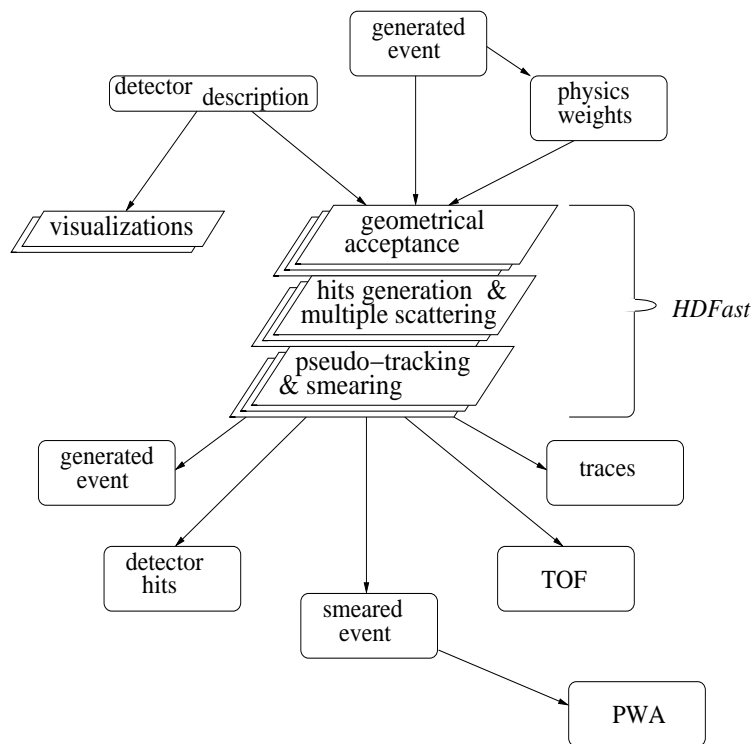 generated
event
detector description
physics
weights
visualizations
geometrical
acceptance
hits generation &
multiple scattering
HDFast
pseudo−tracking
& smearing
generated
event
traces
detector
hits
TOF
smeared
event
PWA